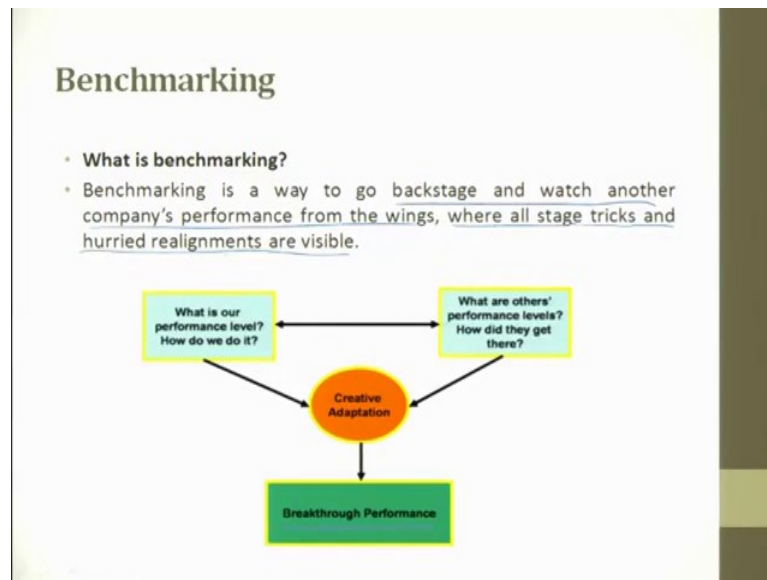 Benchmarking
• What is benchmarking?
• Benchmarking is a way to go backstage and watch another
company's performance from the wings, where all stage tricks and
hurried realignments are visible.
What is our
performance level?
How do we do it?
What are others'
performance levels?
How did they get
there?
Creative
Adaptation
Breakthrough Performance